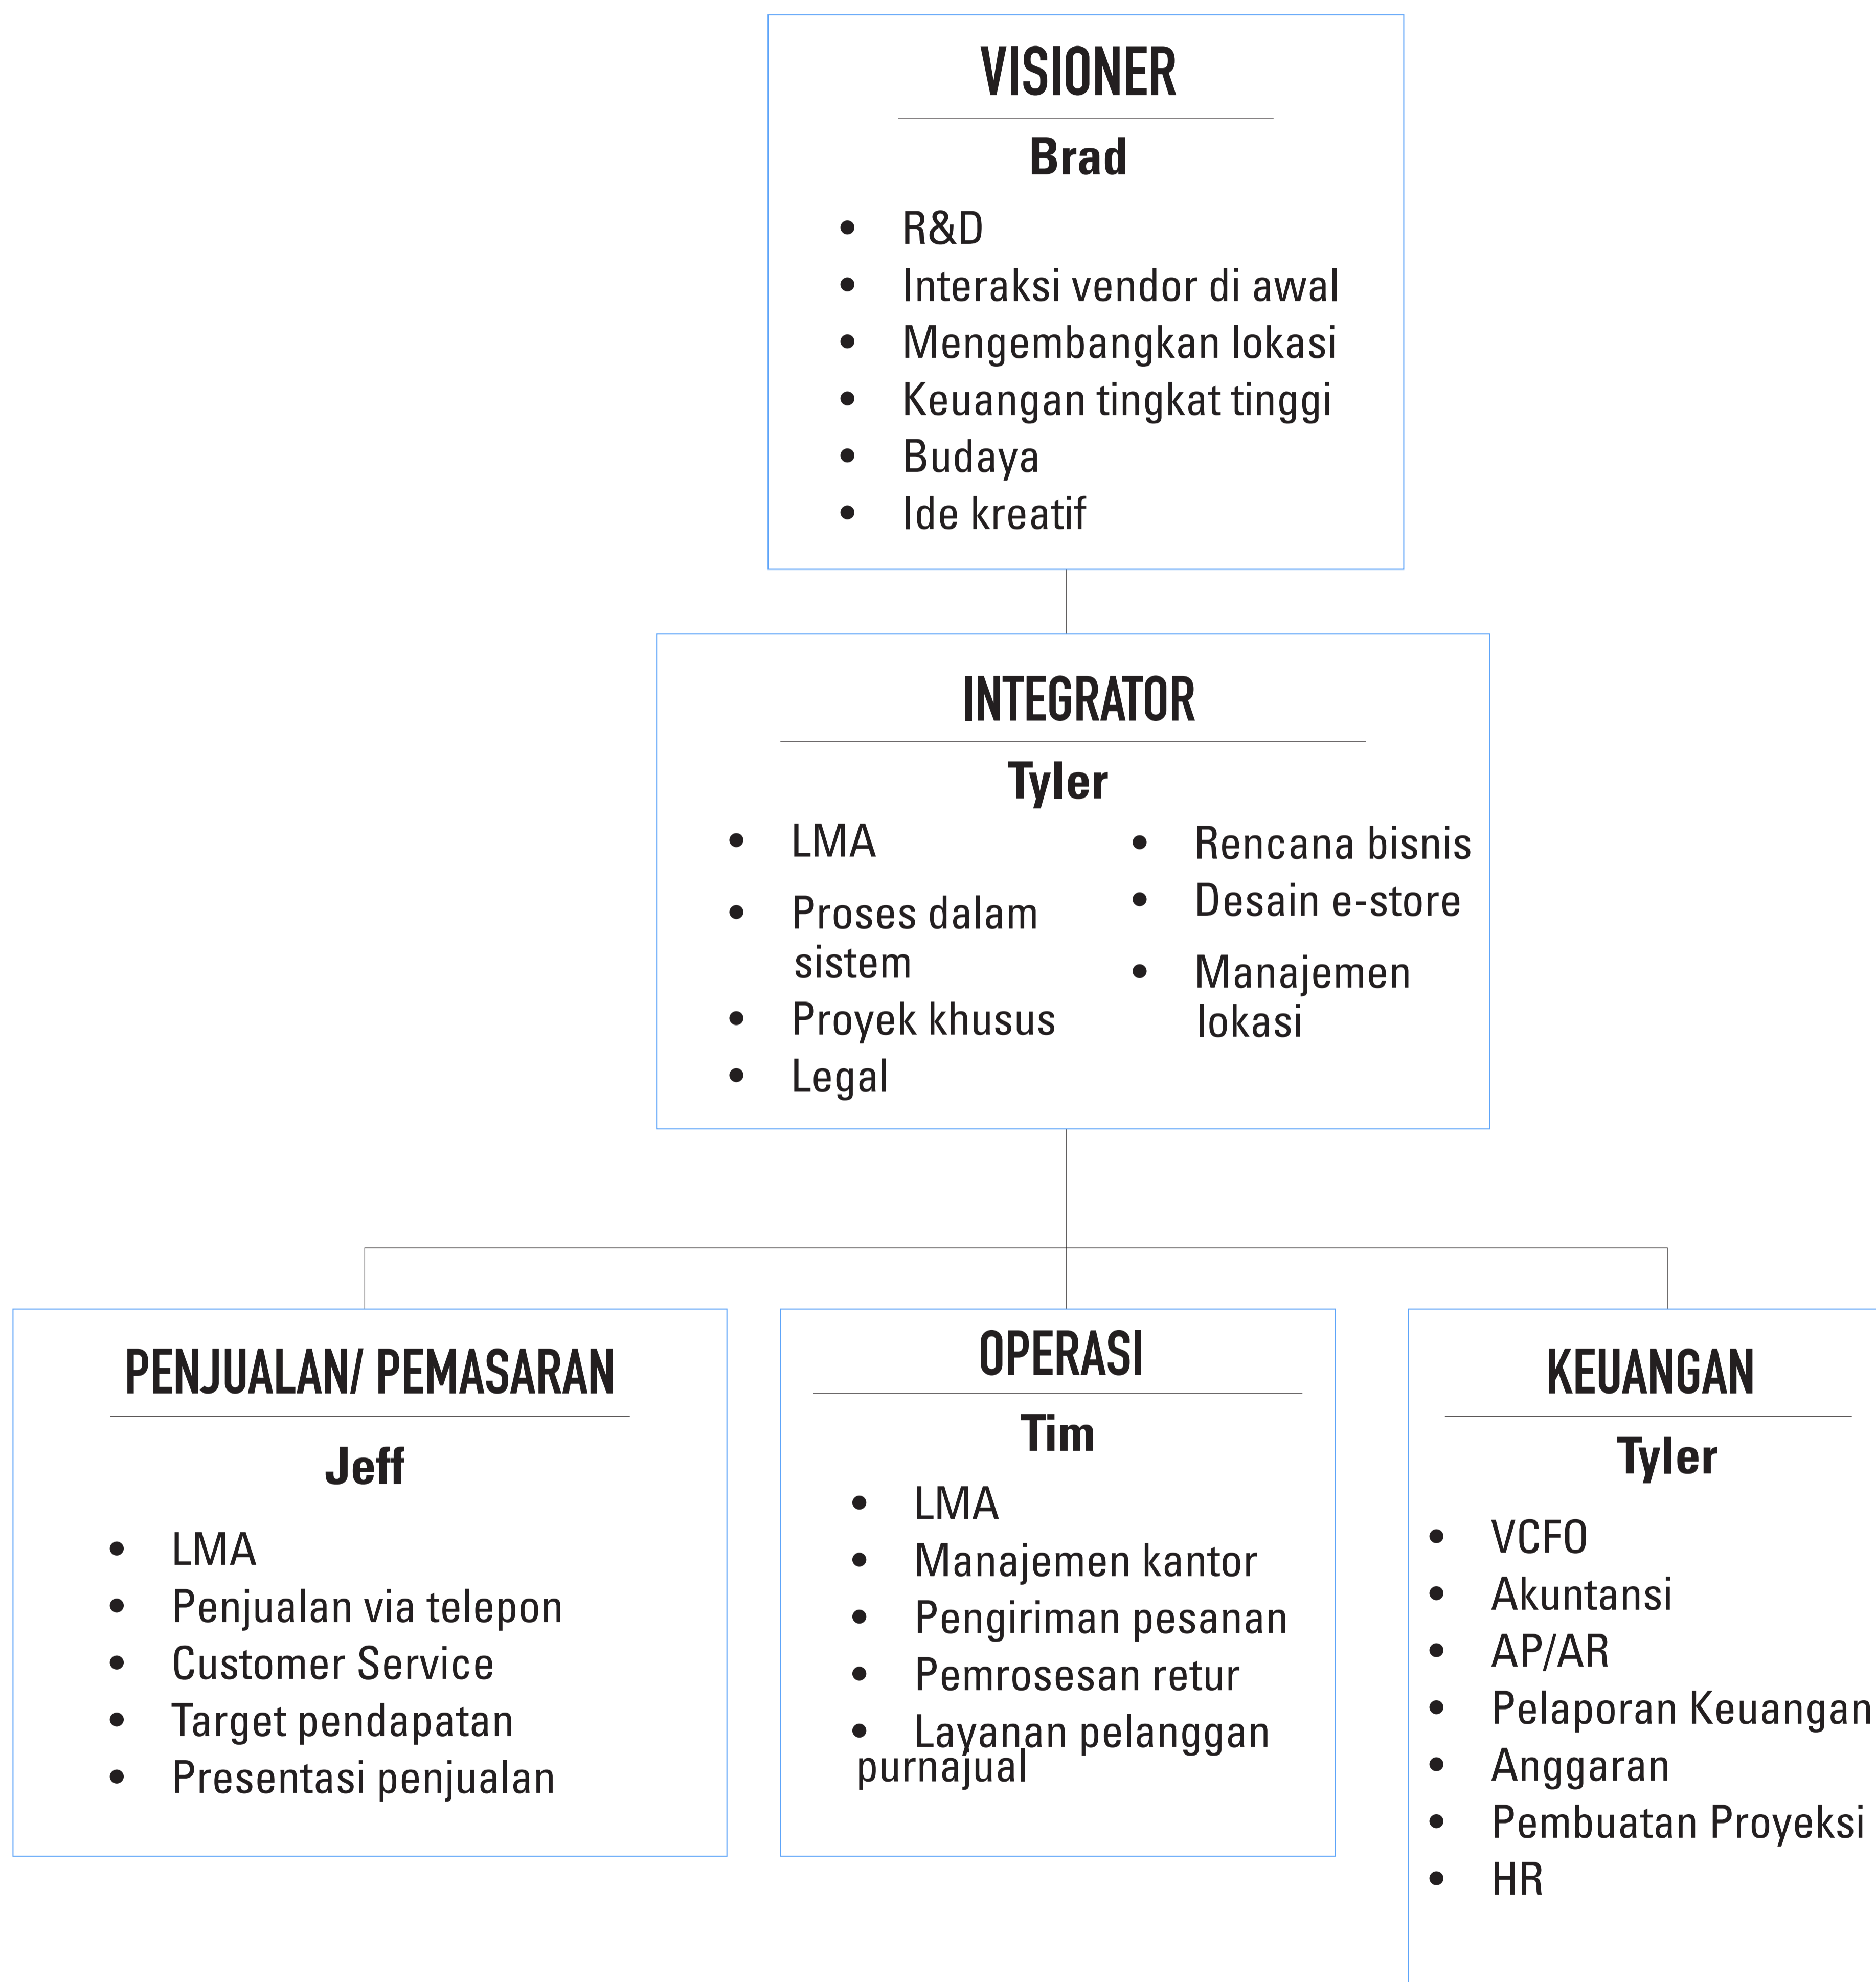 VISIONER
Brad
• R&D
• Interaksi vendor di awal
• Mengembangkan lokasi
• Keuangan tingkat tinggi
• Budaya
• Ide kreatif
INTEGRATOR
Tyler
• LMA
• Proses dalam
sistem
• Proyek khusus
• Legal
• Rencana bisnis
• Desain e-store
• Manajemen
lokasi
PENJUALAN/ PEMASARAN
Jeff
• LMA
• Penjualan via telepon
• Customer Service
• Target pendapatan
• Presentasi penjualan
OPERASI
Tim
• LMA
• Manajemen kantor
• Pengiriman pesanan
• Pemrosesan retur
• Layanan pelanggan
purnajual
KEUANGAN
Tyler
• VCFO
• Akuntansi
• AP/AR
• Pelaporan Keuangan
• Anggaran
• Pembuatan Proyeksi
• HR